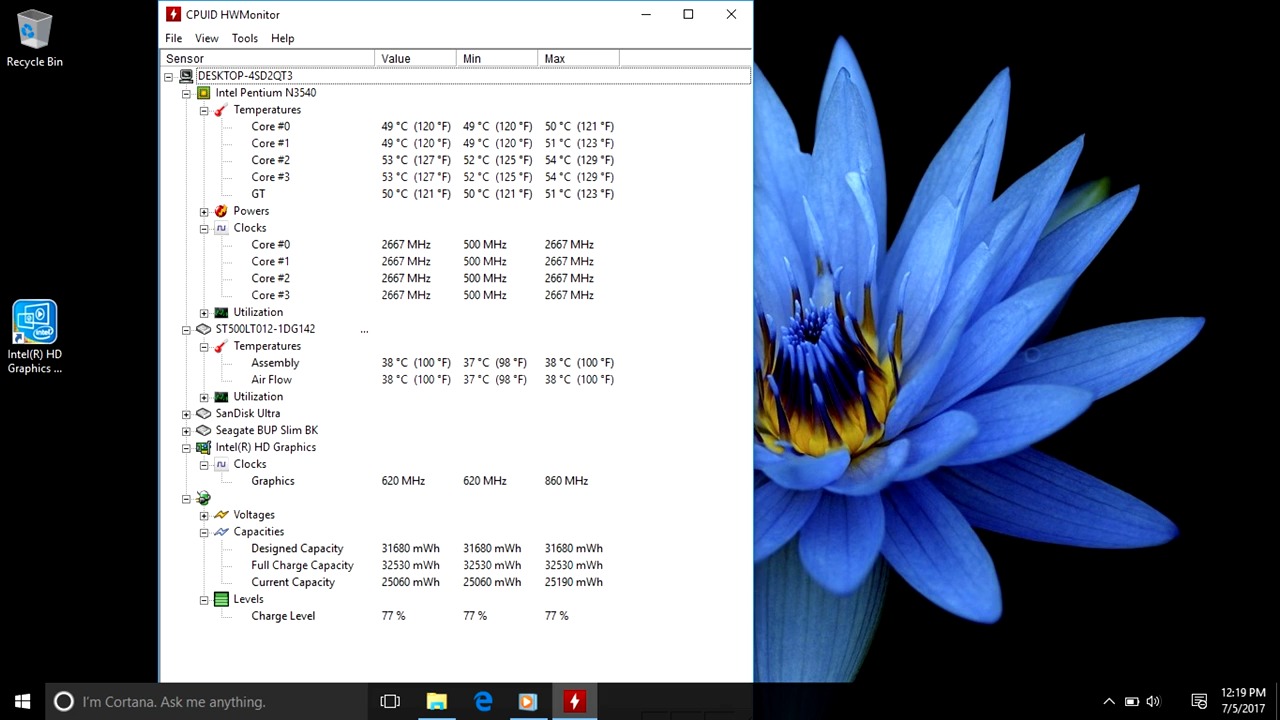 CPUID HWMonitor
File View Tools Help
Sensor Value Min Max
DESKTOP-4SD2QT3
Intel Pentium N3540
Temperatures
Core #0 49 °C (120 °F) 49 °C (120 °F) 50 °C (121 °F)
Core #1 49 °C (120 °F) 49 °C (120 °F) 51 °C (123 °F)
Core #2 53 °C (127 °F) 52 °C (125 °F) 54 °C (129 °F)
Core #3 53 °C (127 °F) 52 °C (125 °F) 54 °C (129 °F)
GT 50 °C (121 °F) 50 °C (121 °F) 51 °C (123 °F)
Powers
Clocks
Core #0 2667 MHz 500 MHz 2667 MHz
Core #1 2667 MHz 500 MHz 2667 MHz
Core #2 2667 MHz 500 MHz 2667 MHz
Core #3 2667 MHz 500 MHz 2667 MHz
Utilization
ST500LT012-1DG142 ...
Temperatures
Assembly 38 °C (100 °F) 37 °C (98 °F) 38 °C (100 °F)
Air Flow 38 °C (100 °F) 37 °C (98 °F) 38 °C (100 °F)
Utilization
SanDisk Ultra
Seagate BUP Slim BK
Intel(R) HD Graphics
Clocks
Graphics 620 MHz 620 MHz 860 MHz
Voltages
Capacities
Designed Capacity 31680 mWh 31680 mWh 31680 mWh
Full Charge Capacity 32530 mWh 32530 mWh 32530 mWh
Current Capacity 25060 mWh 25060 mWh 25190 mWh
Levels
Charge Level 77 % 77 % 77 %
Recycle Bin
intel
Intel(R) HD
Graphics ...
I'm Cortana. Ask me anything.
12:19 PM
7/5/2017